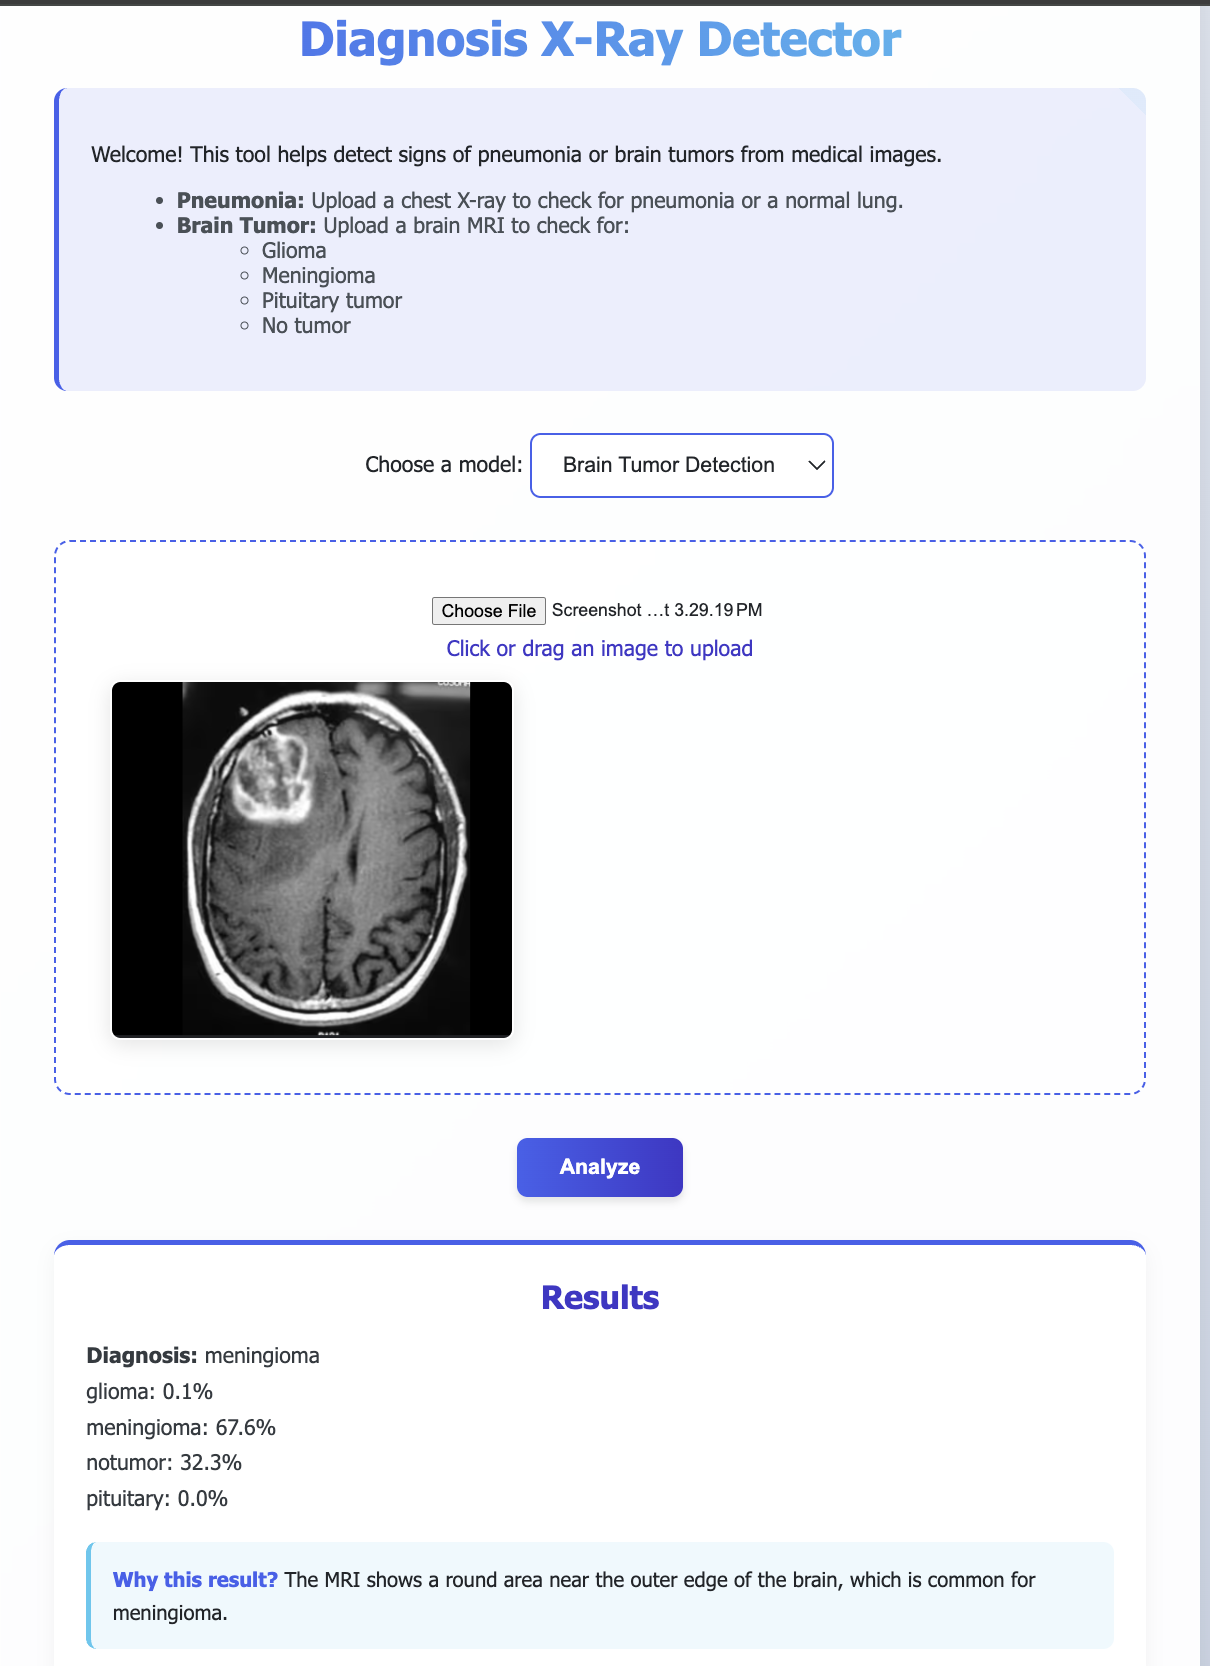 Diagnosis X-Ray Detector
Welcome! This tool helps detect signs of pneumonia or brain tumors from medical images.
• Pneumonia: Upload a chest X-ray to check for pneumonia or a normal lung.
• Brain Tumor: Upload a brain MRI to check for:
◦ Glioma
◦ Meningioma
◦ Pituitary tumor
◦ No tumor
Choose a model: Brain Tumor Detection
Choose File Screenshot ...t 3.29.19 PM
Click or drag an image to upload
Analyze
Results
Diagnosis: meningioma
glioma: 0.1%
meningioma: 67.6%
notumor: 32.3%
pituitary: 0.0%
Why this result? The MRI shows a round area near the outer edge of the brain, which is common for
meningioma.